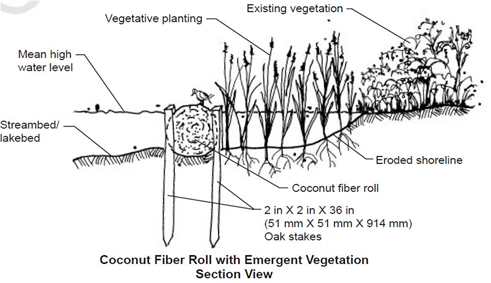 Existing vegetation
Vegetative planting
Mean high
water level
Streambed/
lakebed
Eroded shoreline
Coconut fiber roll
2 in X 2 in X 36 in
(51 mm X 51 mm X 914 mm)
Oak stakes
Coconut Fiber Roll with Emergent Vegetation
Section View